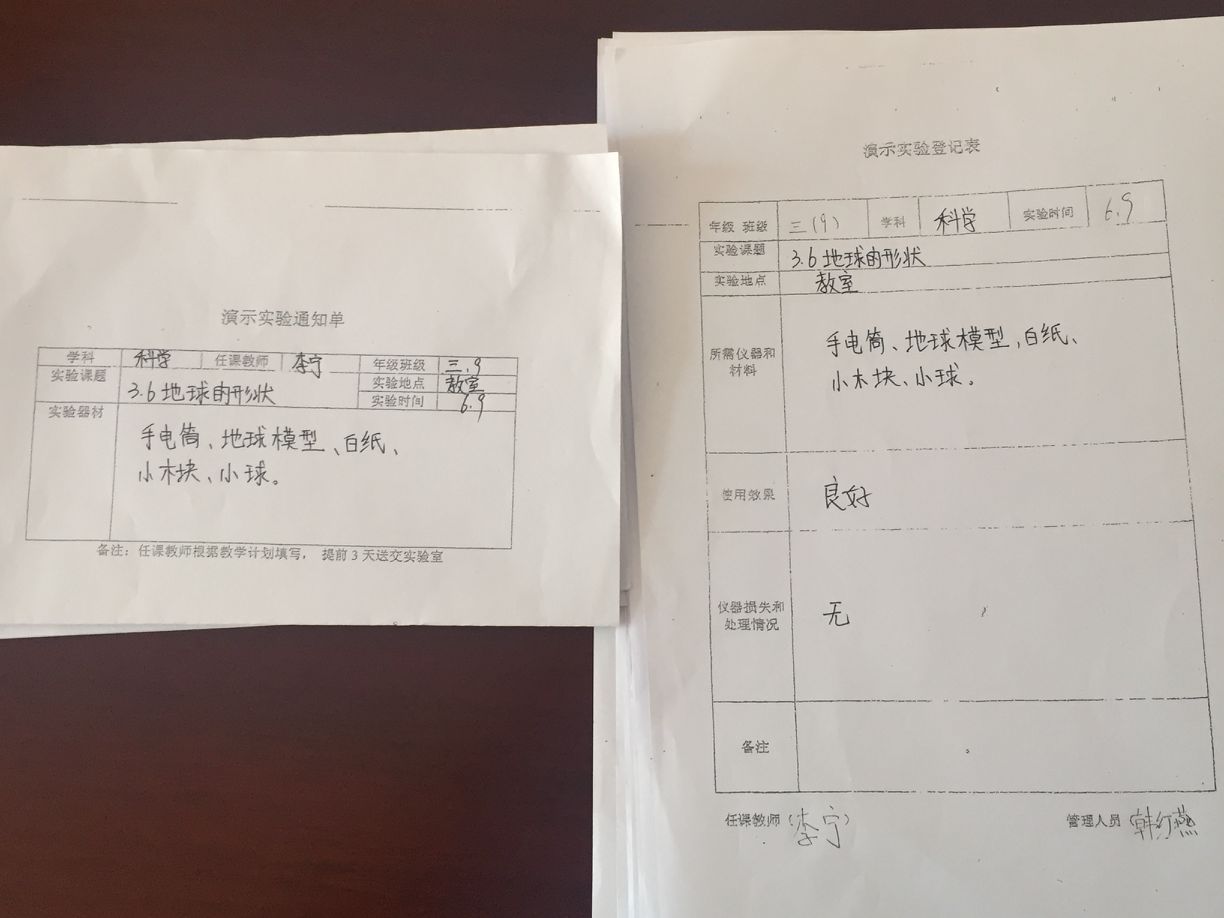 演示实验通知单
学科 科学 任课教师 李宁 年级班级 三.9
实验课题 3.6地球的形状 实验地点 教室
实验时间 6.9
实验器材 手电筒、地球模型、白纸、
小木块、小球。
备注：任课教师根据教学计划填写， 提前3天送交实验室
演示实验登记表
年级 班级 三(9) 学科 科学 实验时间 6.9
实验课题 3.6地球的形状
实验地点 教室
所需仪器和
材料
手电筒、地球模型,白纸、
小木块、小球。
使用效果 良好
仪器损失和
处理情况
无
备注
任课教师(李宁) 管理人员 韩红燕